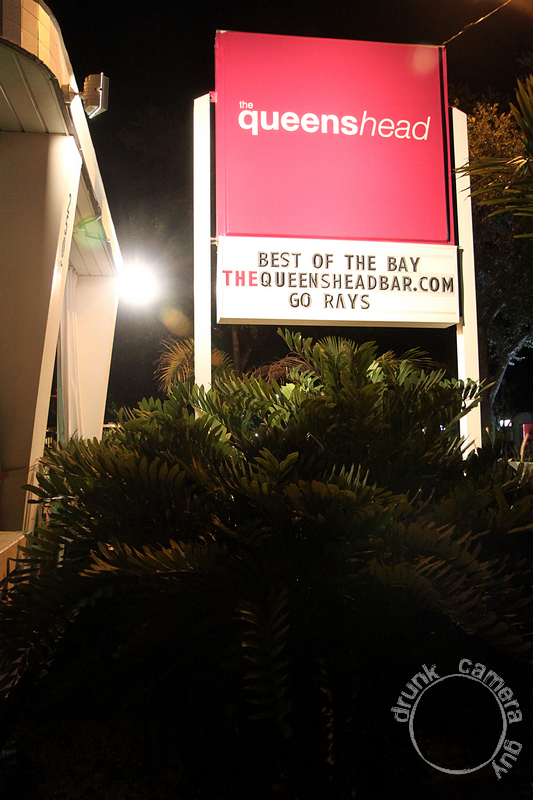 the
queenshead
BEST OF THE BAY
THEQUEENSHEADBAR.COM
GO RAYS
drunk camera guy